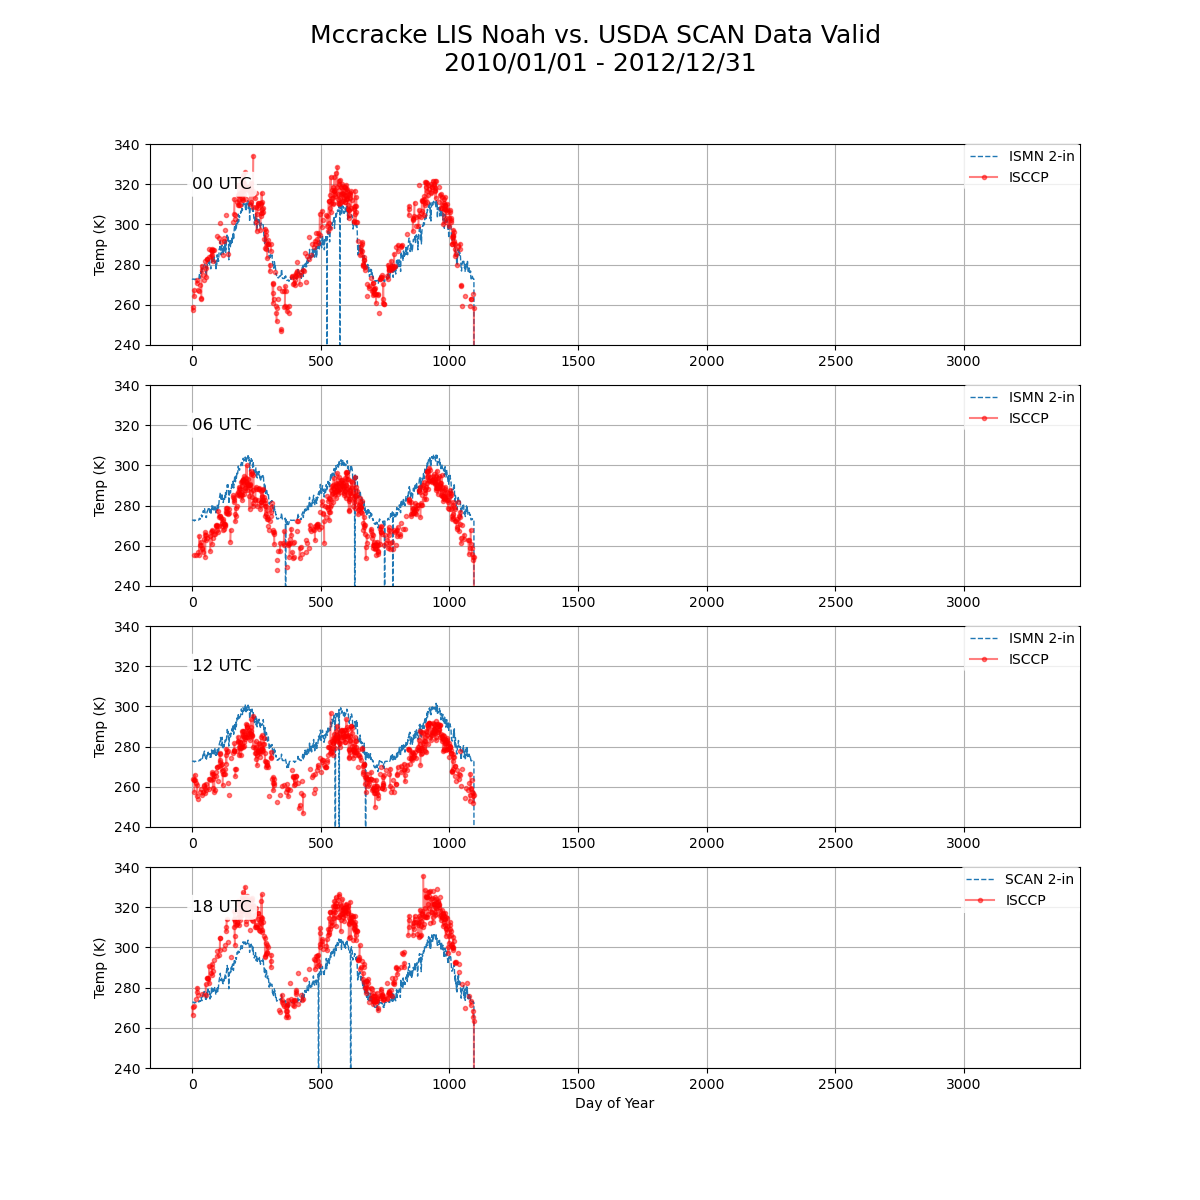 Mccracke LIS Noah vs. USDA SCAN Data Valid
2010/01/01 - 2012/12/31
340
320
300
280
260
240
Temp (K)
00 UTC
ISMN 2-in
ISCCP
0 500 1000 1500 2000 2500 3000
340
320
300
280
260
240
Temp (K)
06 UTC
ISMN 2-in
ISCCP
0 500 1000 1500 2000 2500 3000
340
320
300
280
260
240
Temp (K)
12 UTC
ISMN 2-in
ISCCP
0 500 1000 1500 2000 2500 3000
340
320
300
280
260
240
Temp (K)
18 UTC
SCAN 2-in
ISCCP
0 500 1000 1500 2000 2500 3000
Day of Year